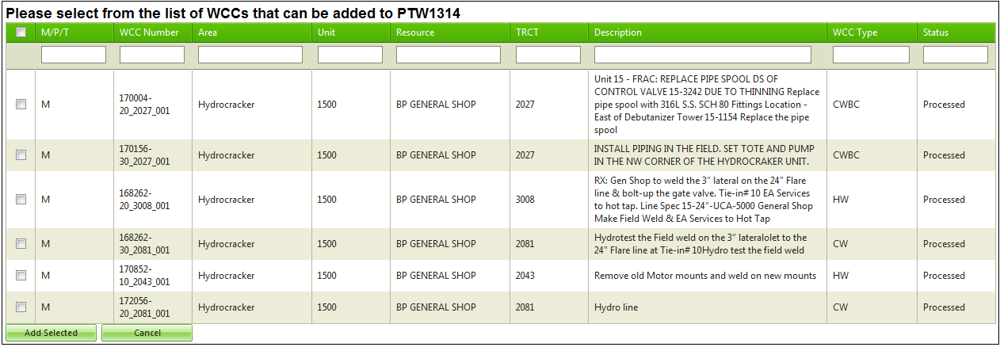 Please select from the list of WCCs that can be added to PTW1314
M/P/T WCC Number Area Unit Resource TRCT Description WCC Type Status
M 170004-20_2027_001 Hydrocracker 1500 BP GENERAL SHOP 2027 Unit 15 - FRAC: REPLACE PIPE SPOOL DS OF
CONTROL VALVE 15-3242 DUE TO THINNING Replace
pipe spool with 316L S.S. SCH 80 Fittings Location -
East of Debutanizer Tower 15-1154 Replace the pipe
spool
CWBC Processed
M 170156-30_2027_001 Hydrocracker 1500 BP GENERAL SHOP 2027 INSTALL PIPING IN THE FIELD. SET TOTE AND PUMP
IN THE NW CORNER OF THE HYDROCRAKER UNIT.
CWBC Processed
M 168262-20_3008_001 Hydrocracker 1500 BP GENERAL SHOP 3008 RX: Gen Shop to weld the 3" lateral on the 24" Flare
line & bolt-up the gate valve. Tie-in# 10 EA Services
to hot tap. Line Spec 15-24"-UCA-5000 General Shop
Make Field Weld & EA Services to Hot Tap
HW Processed
M 168262-30_2081_001 Hydrocracker 1500 BP GENERAL SHOP 2081 Hydrotest the Field weld on the 3" lateralolet to the
24" Flare line at Tie-in# 10Hydro test the field weld
CW Processed
M 170852-10_2043_001 Hydrocracker 1500 BP GENERAL SHOP 2043 Remove old Motor mounts and weld on new mounts HW Processed
M 172056-20_2081_001 Hydrocracker 1500 BP GENERAL SHOP 2081 Hydro line CW Processed
Add Selected Cancel